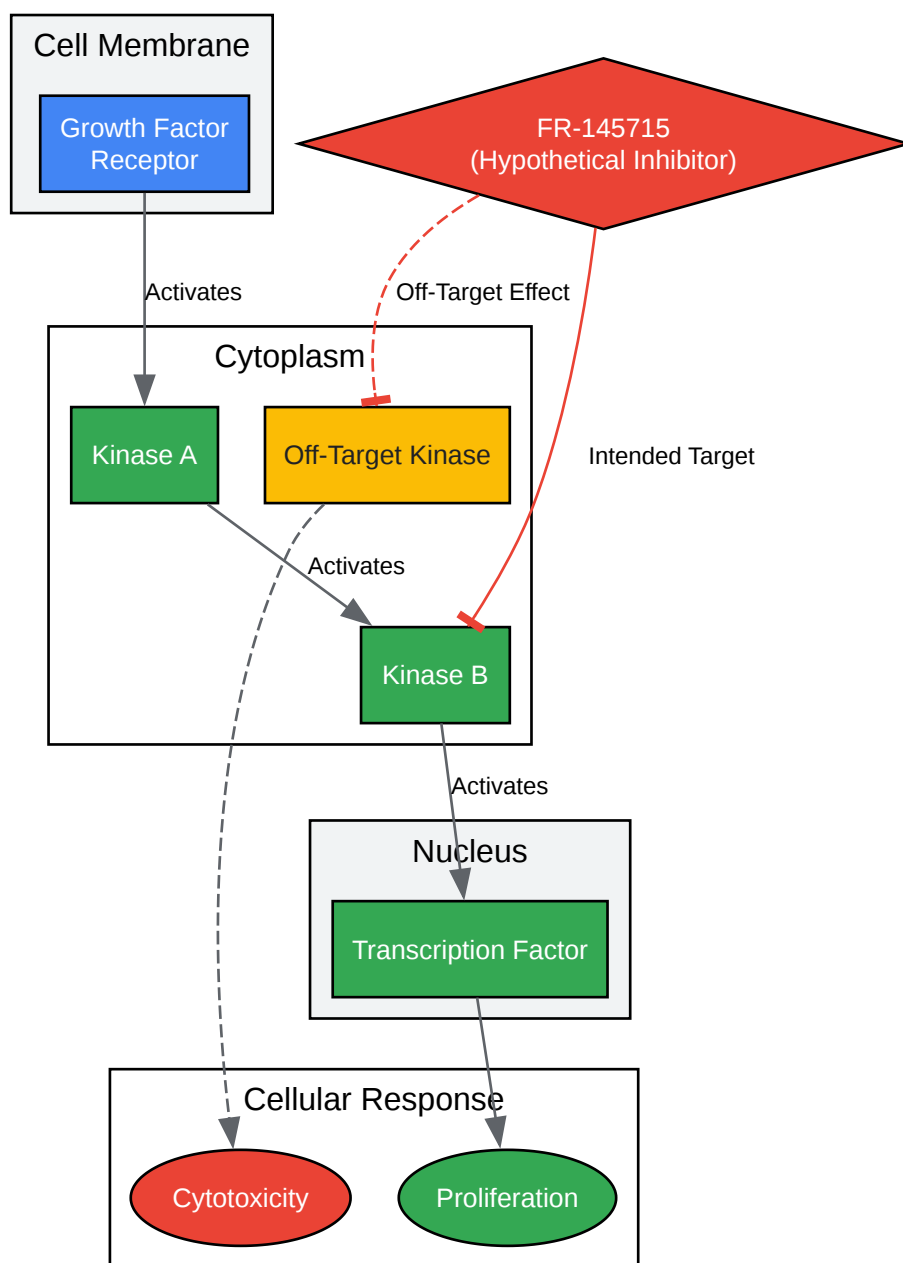 Cell Membrane
Growth Factor
Receptor
FR-145715
(Hypothetical Inhibitor)
Activates
Off-Target Effect
Cytoplasm
Kinase A
Off-Target Kinase
Intended Target
Activates
Kinase B
Activates
Nucleus
Transcription Factor
Cellular Response
Cytotoxicity
Proliferation